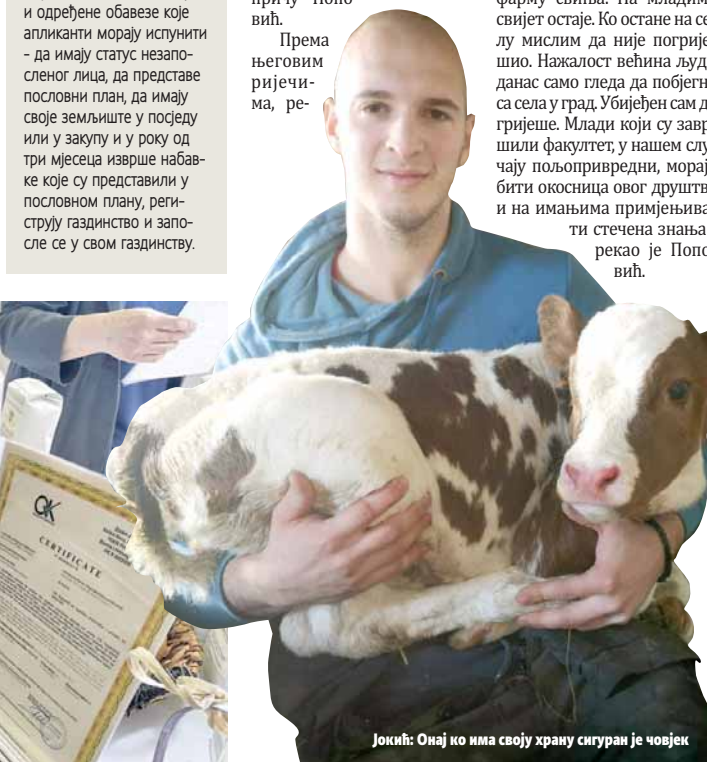 и одређене обавезе које
апликанти морају испунити
– да имају статус незапо-
сленог лица, да представе
пословни план, да имају
своје земљиште у посједу
или у закупу и у року од
три мјесеца изврше набав-
ке које су представили у
пословном плану, реги-
струју газдинство и запо-
сле се у свом газдинству.
причу Попо
вић.
Према
његовим
ријечи-
ма, ре-
фарму свиња. На младим
свијет остаје. Ко остане на се
лу мислим да није погрије
шио. Нажалост већина људ
данас само гледа да побјегн
са села у град. Убијеђен сам д
гријеше. Млади који су завр
шили факултет, у нашем слу
чају пољопривредни, морај
бити окосница овог друштв
и на имањима примјењива
ти стечена знања
рекао је Попо
вић.
CERTIFICATE
Јокић: Онај ко има своју храну сигуран је човјек